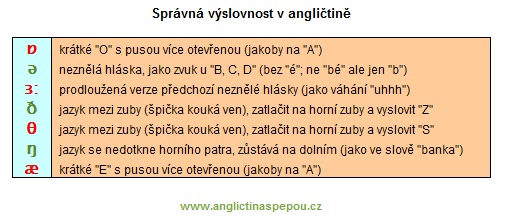 Správná výslovnost v angličtině
ɒ krátké "O" s pusou více otevřenou (jakoby na "A")
ə neznělá hláska, jako zvuk u "B, C, D" (bez "é"; ne "bé" ale jen "b")
ɜː prodloužená verze předchozí neznělé hlásky (jako váhání "uhhh")
ð jazyk mezi zuby (špička kouká ven), zatlačit na horní zuby a vyslovit "Z"
θ jazyk mezi zuby (špička kouká ven), zatlačit na horní zuby a vyslovit "S"
ŋ jazyk se nedotkne horního patra, zůstává na dolním (jako ve slově "banka")
æ krátké "E" s pusou více otevřenou (jakoby na "A")
www.anglictinaspepou.cz